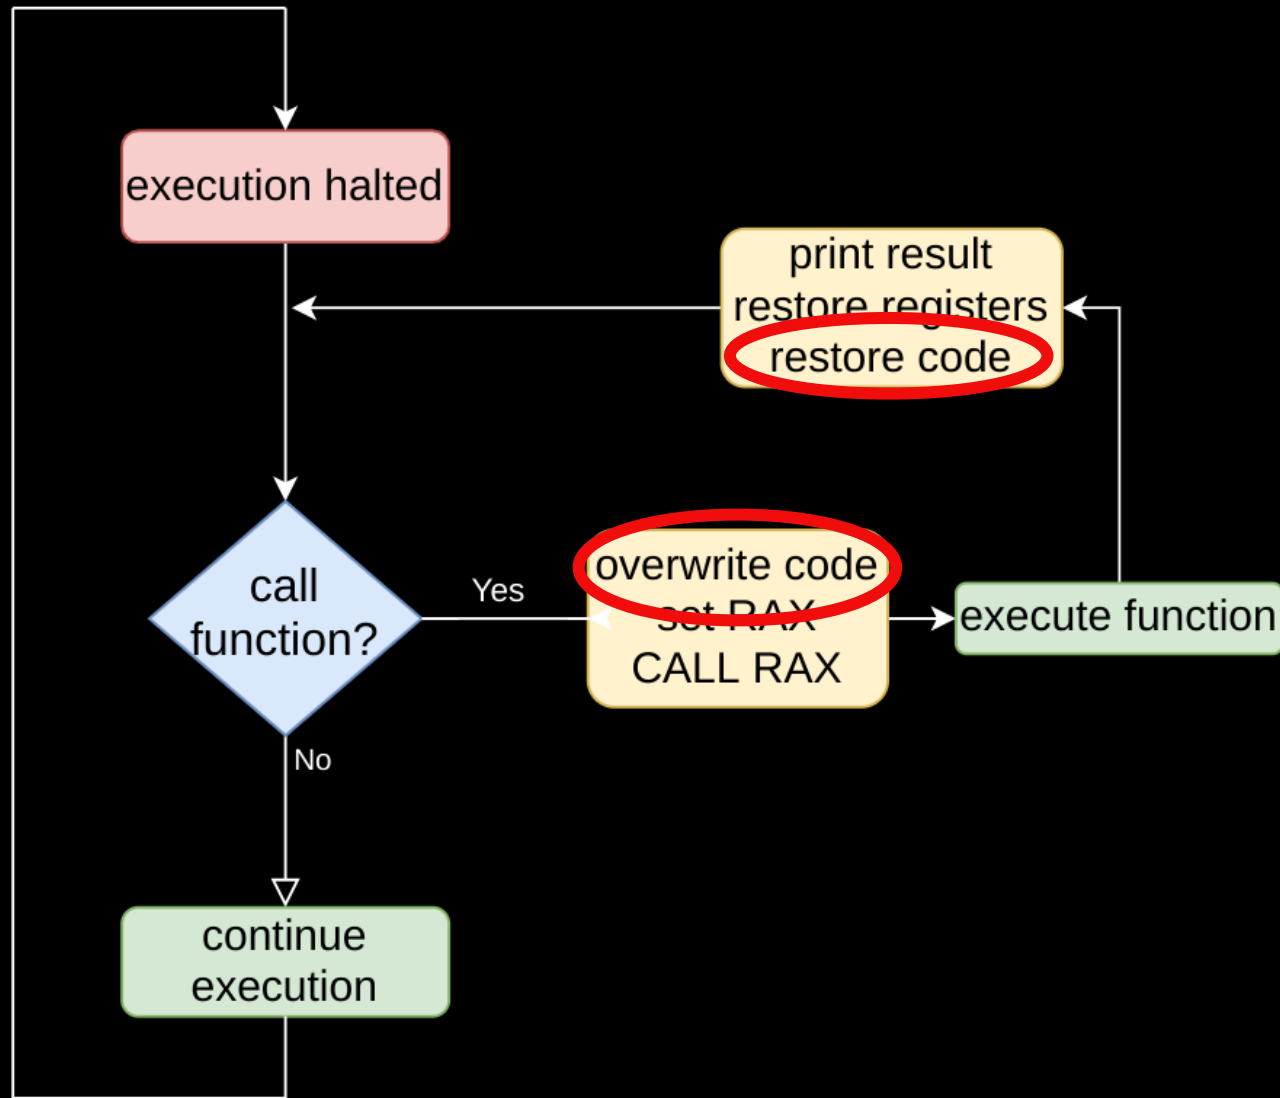 execution halted
print result
restore registers
restore code
call
function?
Yes
overwrite code
set RAX
CALL RAX
execute function
No
continue
execution